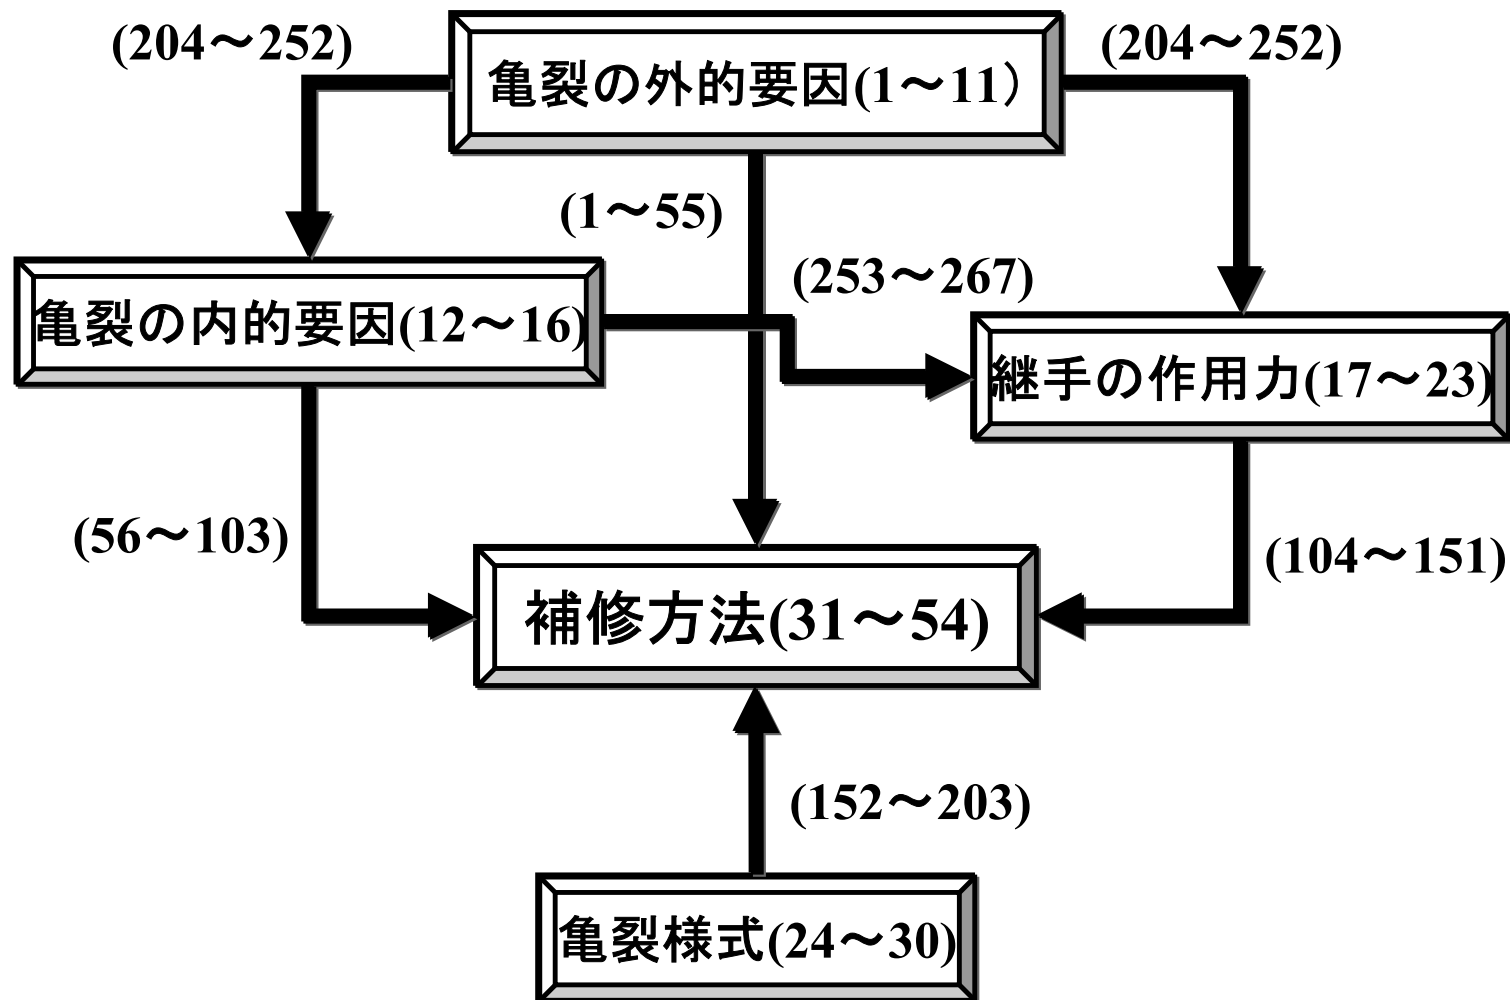 (204～252)
亀裂の外的要因(1～11）
(204～252)
(1～55)
(253～267)
亀裂の内的要因(12～16)
継手の作用力(17～23)
(56～103)
(104～151)
補修方法(31～54)
(152～203)
亀裂様式(24～30)